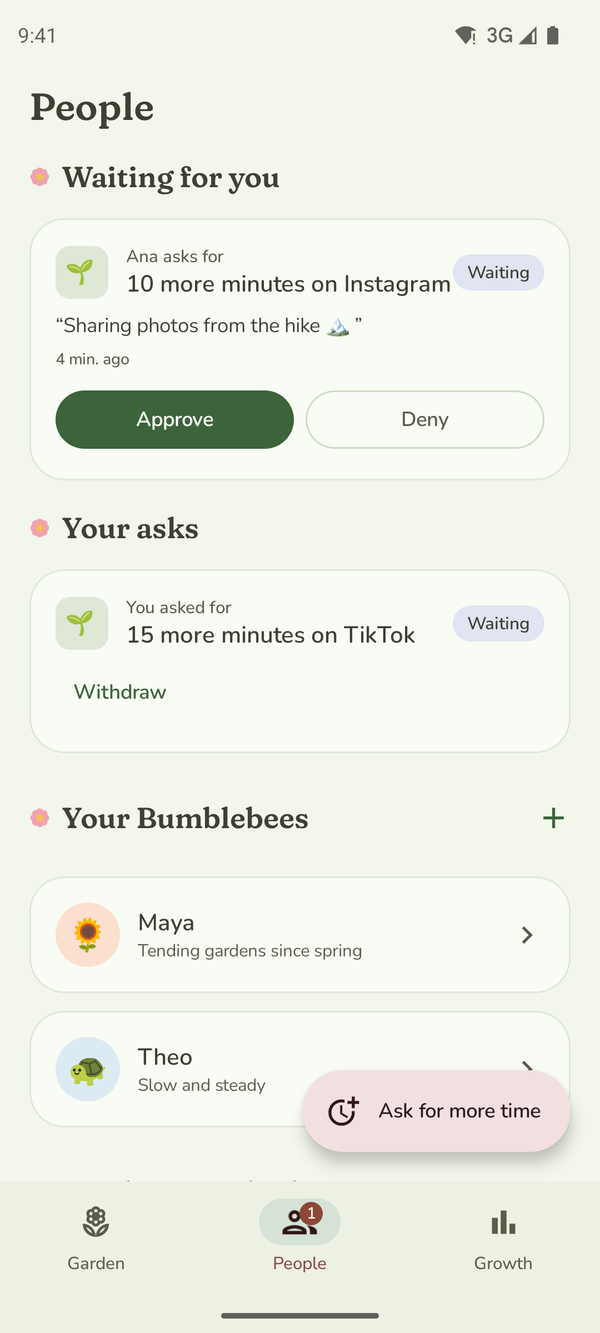 9:41
3G
People
Waiting for you
Ana asks for
10 more minutes on Instagram
Waiting
“Sharing photos from the hike 🏔️ ”
4 min. ago
Approve
Deny
Your asks
You asked for
15 more minutes on TikTok
Waiting
Withdraw
Your Bumblebees
+
Maya
Tending gardens since spring
Theo
Slow and steady
Ask for more time
1
Garden
People
Growth